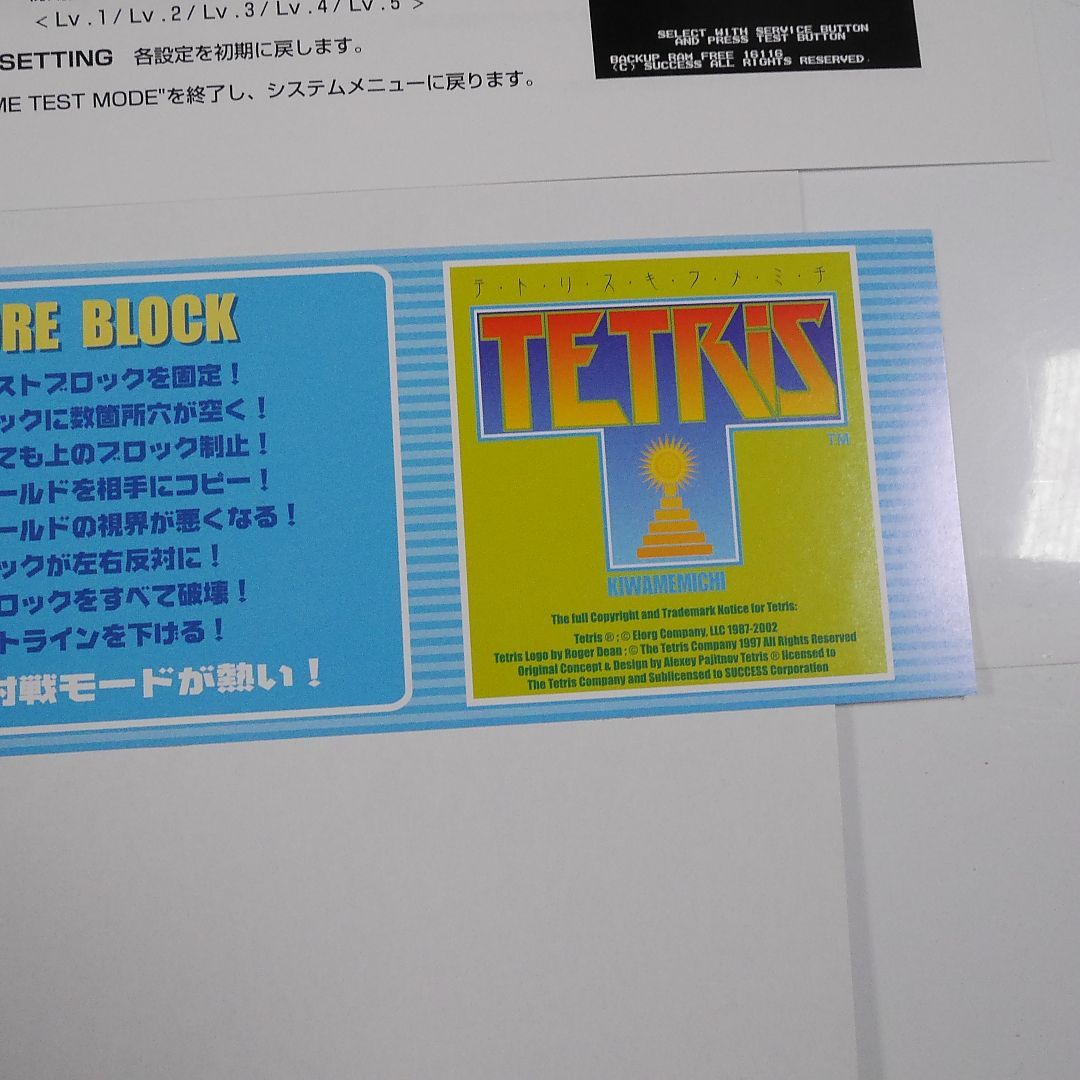 < Lv.1 / Lv.2 / Lv.3 / Lv.4 / Lv.5 >
SETTING 各設定を初期に戻します。
ME TEST MODE"を終了し、システムメニューに戻ります。
SELECT WITH SERVICE BUTTON
AND PRESS TEST BUTTON
BACKUP RAM FREE 16116
(C) SUCCESS ALL RIGHTS RESERVED.
RE BLOCK
ストブロックを固定！
ックに数箇所穴が空く！
ても上のブロック制止！
ールドを相手にコピー！
ールドの視界が悪くなる！
ックが左右反対に！
ロックをすべて破壊！
トラインを下げる！
対戦モードが熱い！
テ・ト・リ・ス・キ・ワ・メ・ミ・チ
TETRiS
TM
KIWAMEMICHI
The full Copyright and Trademark Notice for Tetris:
Tetris ® ; © Elorg Company, LLC 1987-2002
Tetris Logo by Roger Dean ; © The Tetris Company 1997 All Rights Reserved
Original Concept & Design by Alexey Pajitnov Tetris ® licensed to
The Tetris Company and Sublicensed to SUCCESS Corporation